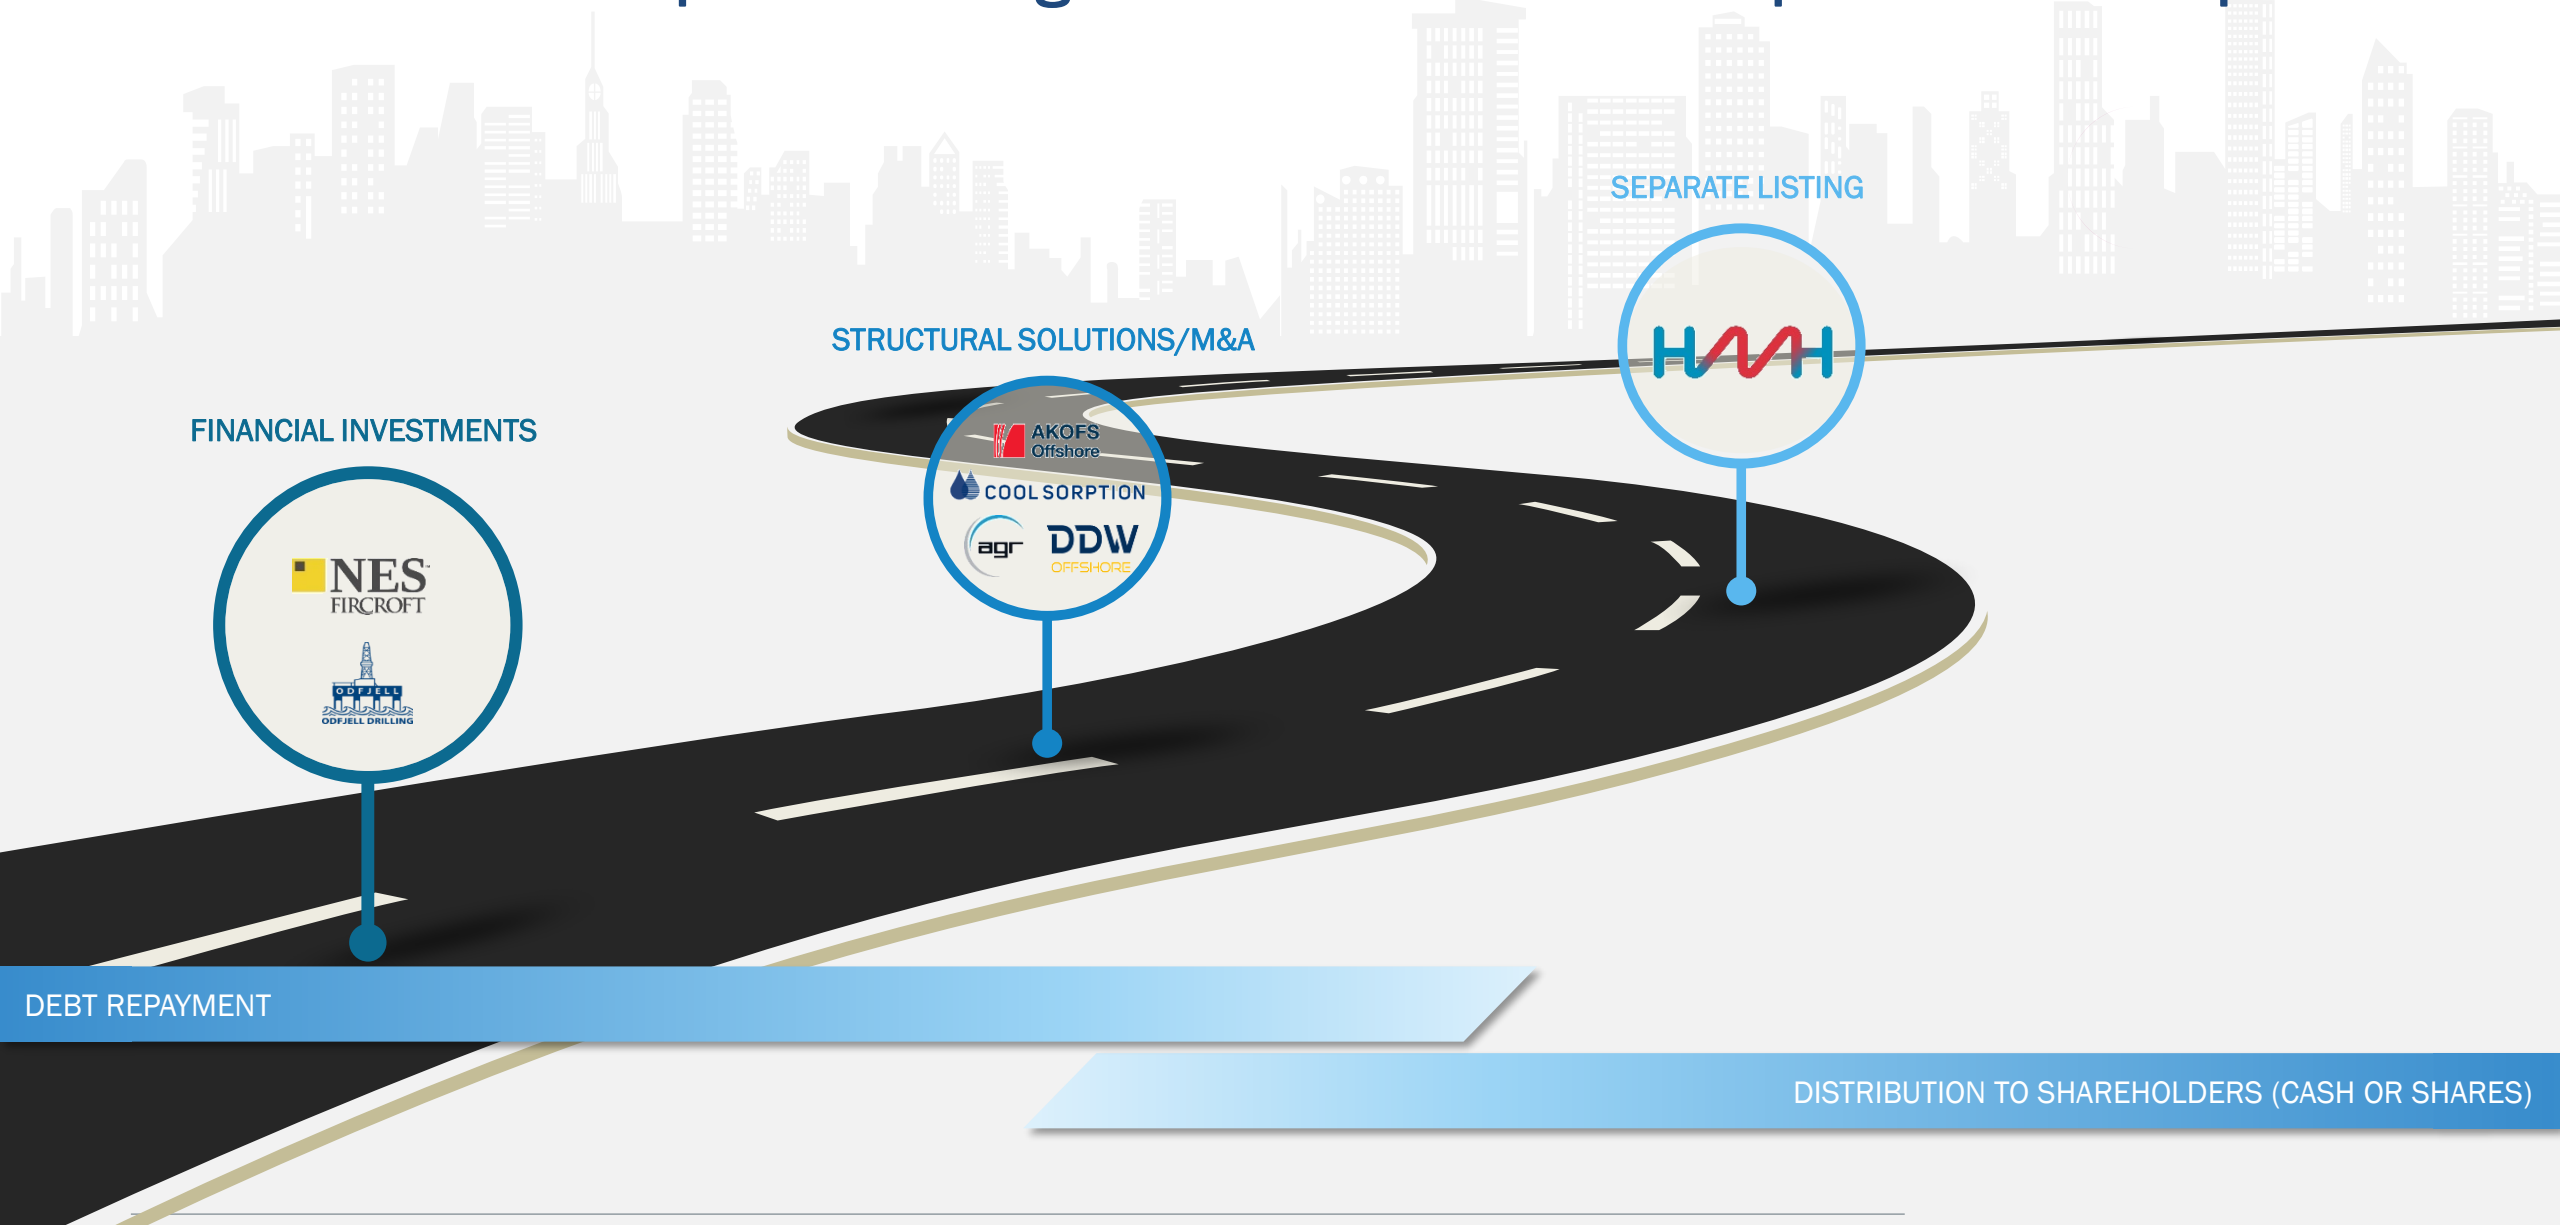 SEPARATE LISTING
HMH
STRUCTURAL SOLUTIONS/M&A
AKOFS
Offshore
COOL SORPTION
agr
DDW
OFFSHORE
FINANCIAL INVESTMENTS
NES™
FIRCROFT
ODFJELL
ODFJELL DRILLING
DEBT REPAYMENT
DISTRIBUTION TO SHAREHOLDERS (CASH OR SHARES)